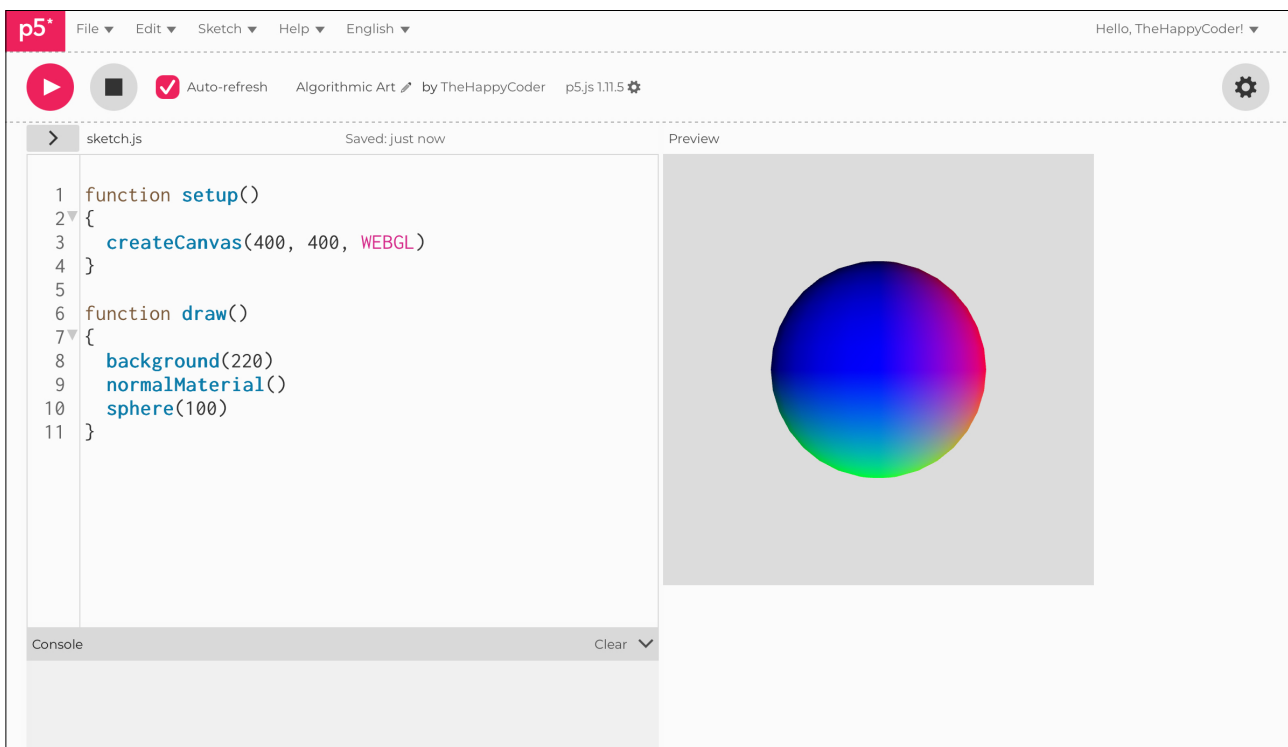 p5* File Edit Sketch Help English Hello, TheHappyCoder!
Auto-refresh Algorithmic Art by TheHappyCoder p5.js 1.11.5
sketch.js Saved: just now Preview
1 function setup()
2 {
3 createCanvas(400, 400, WEBGL)
4 }
5
6 function draw()
7 {
8 background(220)
9 normalMaterial()
10 sphere(100)
11 }
Console Clear